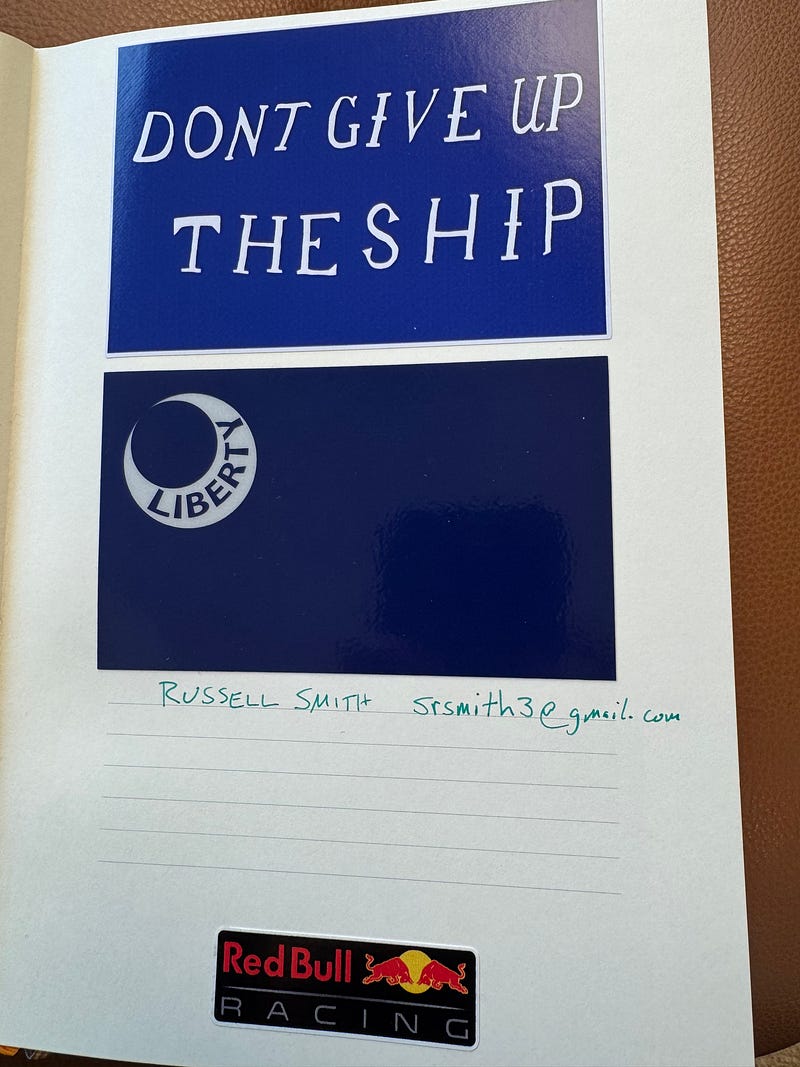 DONT GIVE UP
THE SHIP
LIBERTY
RUSSELL SMITH srsmith3@gmail.com
Red Bull
RACING